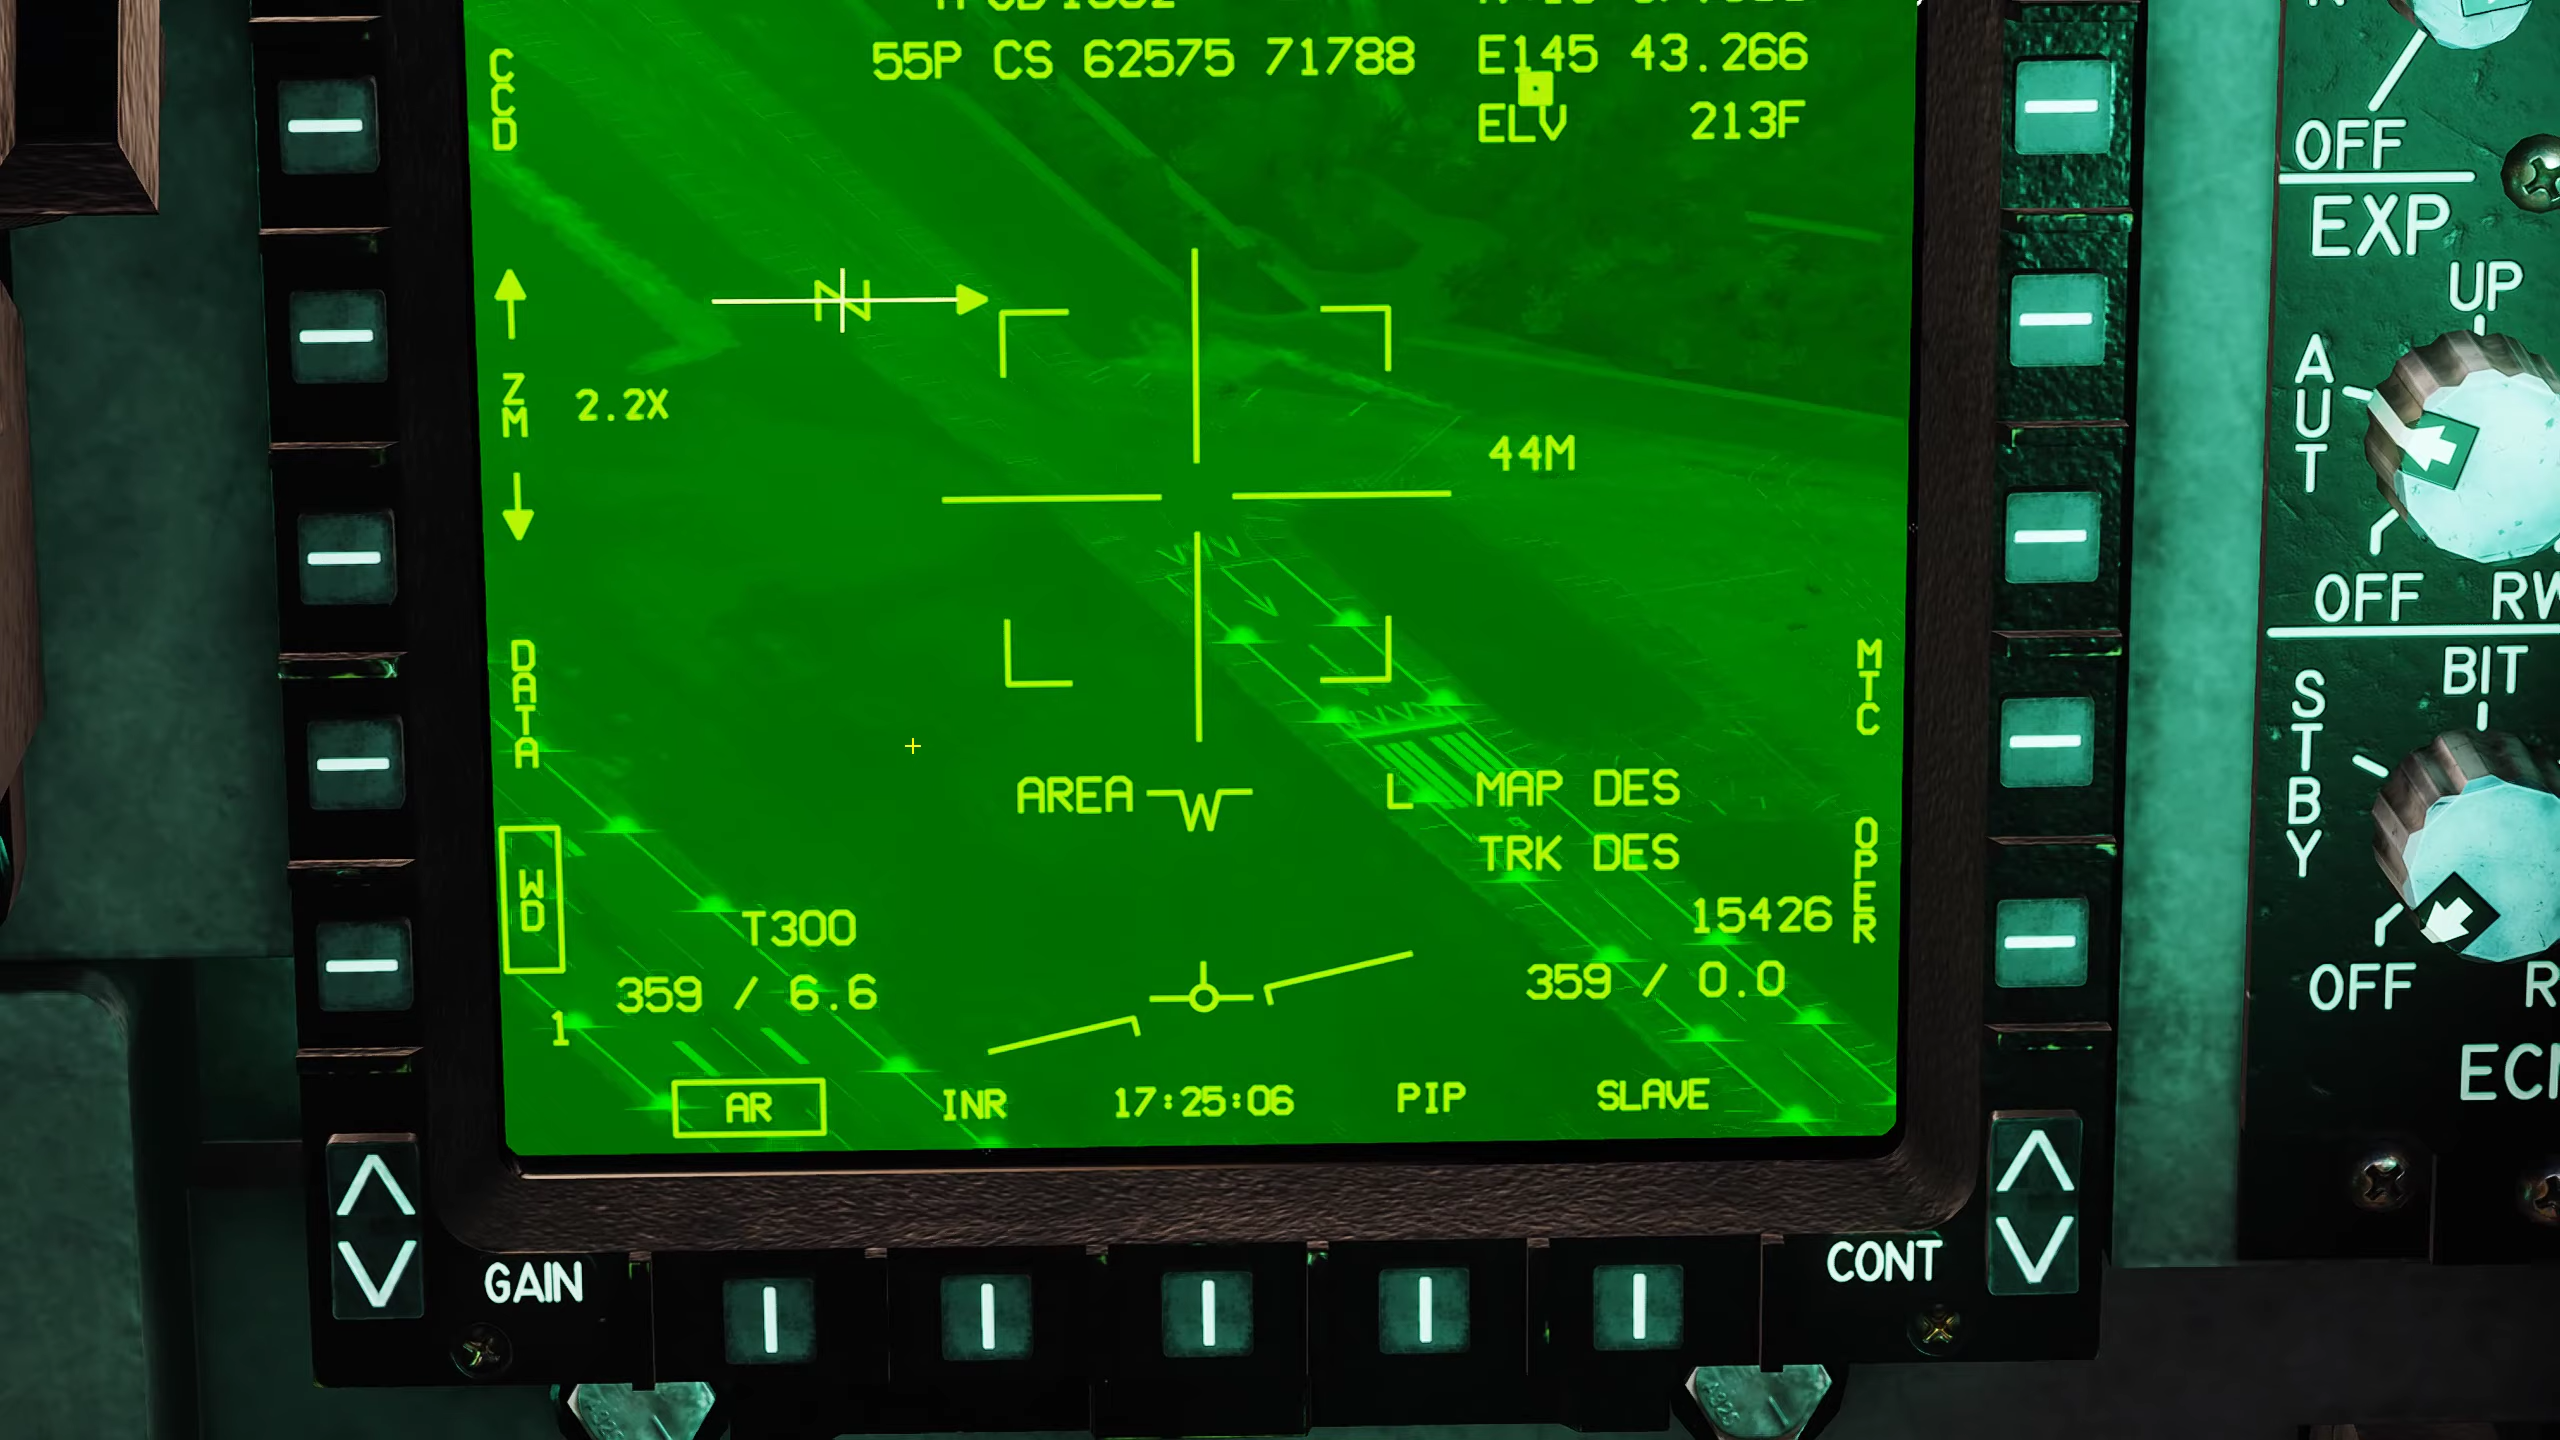 55P CS 62575 71788
E145 43.266
ELV 213F
CCD
N
ZM
2.2X
44M
DATA
MTC
AREA
W
L MAP DES
TRK DES
WD
OPER
T300
15426
359 / 6.6
359 / 0.0
1
AR
INR
17:25:06
PIP
SLAVE
GAIN
CONT
OFF
EXP
UP
AUT
OFF
BIT
STBY
OFF